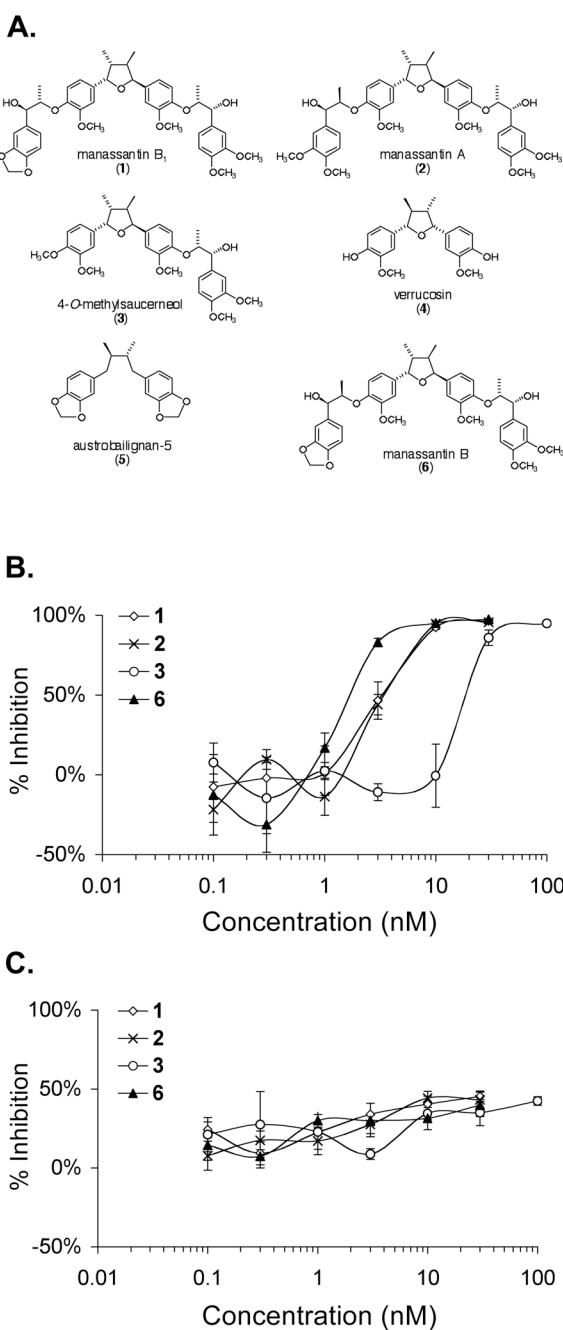 A.
HO
O
O
O
OH
OCH₃
OCH₃
O
O
OCH₃
OCH₃
manassantin B₁
(1)
HO
O
O
O
OH
OCH₃
OCH₃
CH₃O
OCH₃
OCH₃
OCH₃
manassantin A
(2)
O
O
OH
CH₃O
OCH₃
OCH₃
OCH₃
OCH₃
4-O-methylsaucerneol
(3)
O
HO
OH
OCH₃
OCH₃
verrucosin
(4)
O
O
O
O
austrobailignan-5
(5)
HO
O
O
O
OH
OCH₃
OCH₃
O
O
OCH₃
OCH₃
manassantin B
(6)
B.
100%
50%
0%
-50%
% Inhibition
1
2
3
6
0.01 0.1 1 10 100
Concentration (nM)
C.
100%
50%
0%
-50%
% Inhibition
1
2
3
6
0.01 0.1 1 10 100
Concentration (nM)